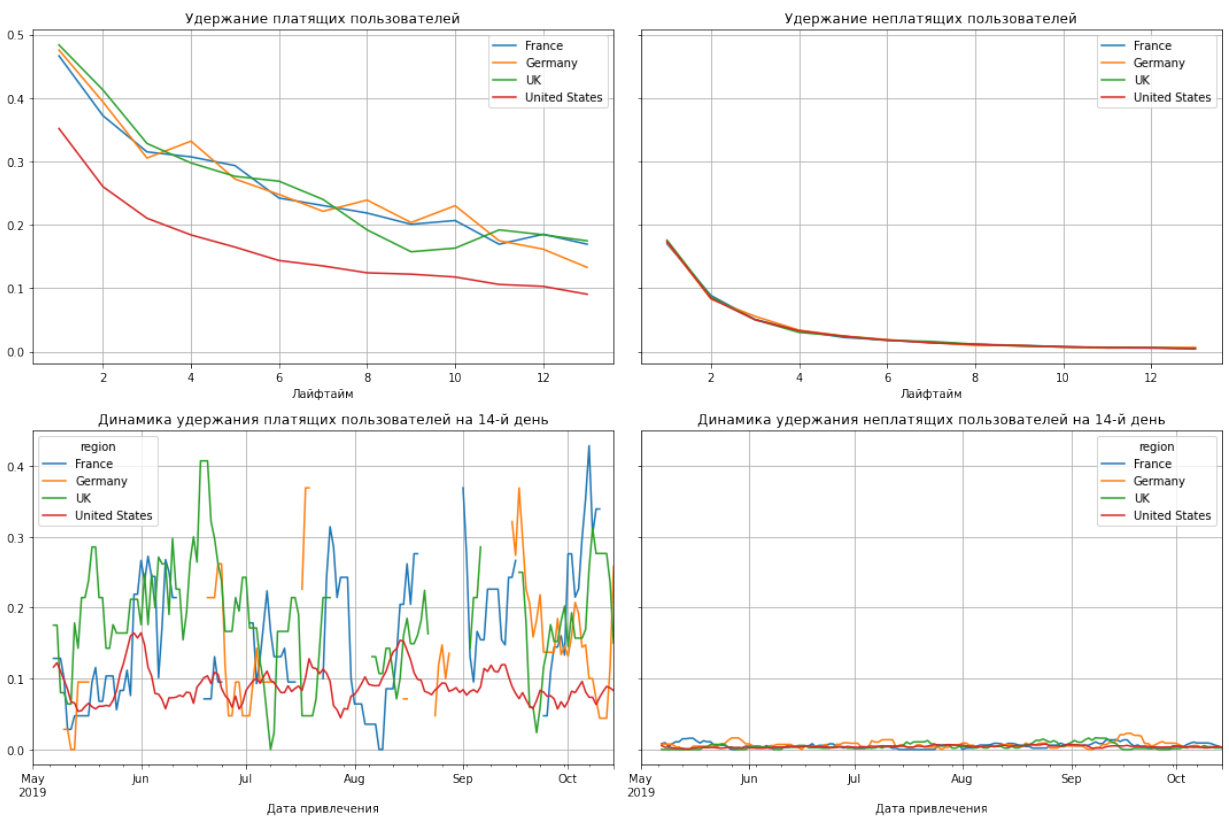 Удержание платящих пользователей
0.5
0.4
0.3
0.2
0.1
0.0
France
Germany
UK
United States
2 4 6 8 10 12
Лайфтайм
Удержание неплатящих пользователей
France
Germany
UK
United States
2 4 6 8 10 12
Лайфтайм
Динамика удержания платящих пользователей на 14-й день
0.4
0.3
0.2
0.1
0.0
region
France
Germany
UK
United States
May Jun Jul Aug Sep Oct
2019
Дата привлечения
Динамика удержания неплатящих пользователей на 14-й день
region
France
Germany
UK
United States
May Jun Jul Aug Sep Oct
2019
Дата привлечения